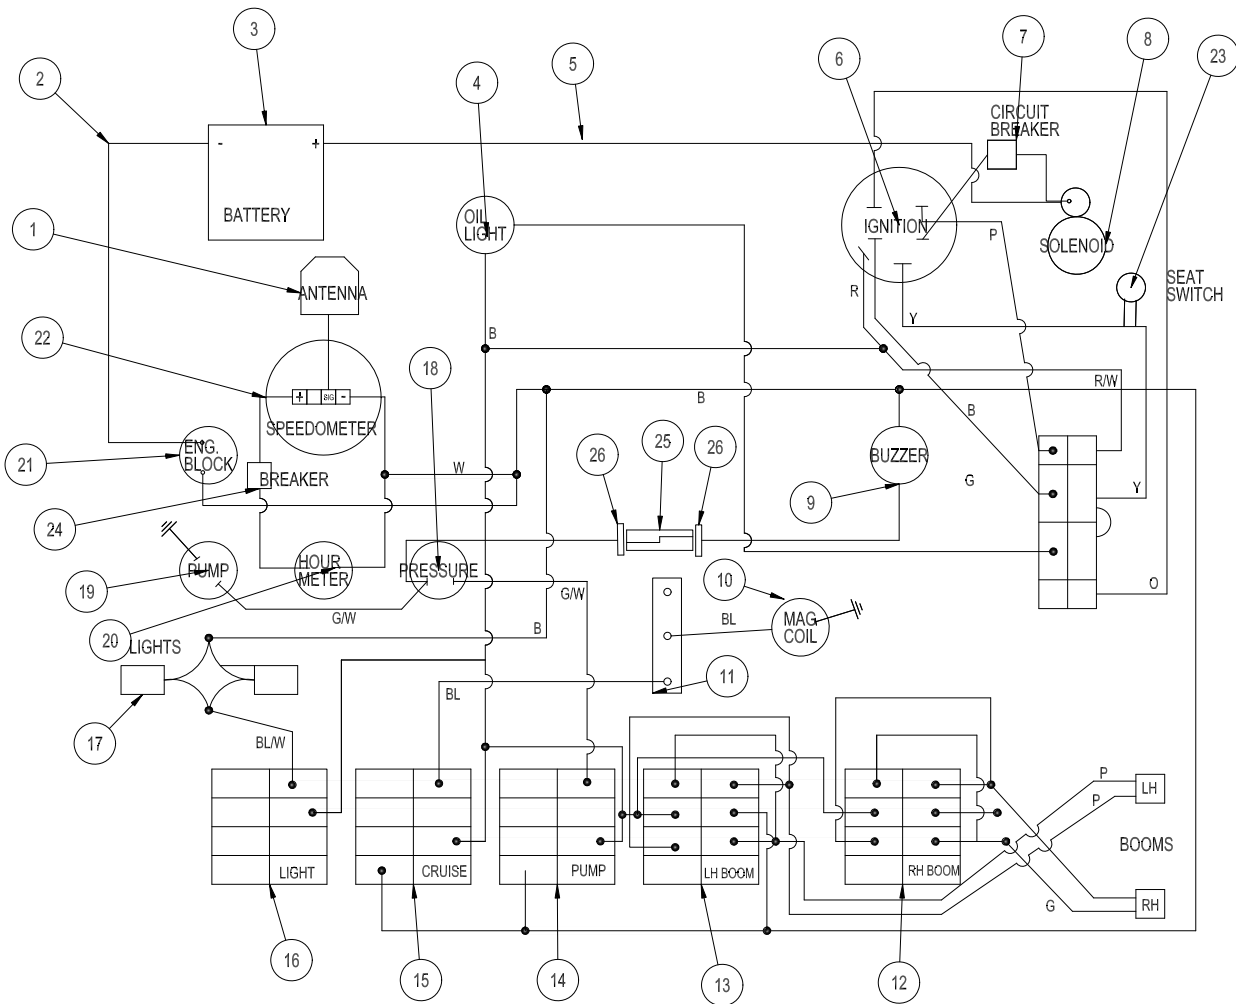 3
7
8
23
2
5
6
4
CIRCUIT
BREAKER
- +
BATTERY
OIL
LIGHT
IGNITION
P
SOLENOID
1
ANTENNA
SEAT
SWITCH
R
Y
22
B
18
+ SIG -
R/W
B
B
SPEEDOMETER
21
ENG.
BLOCK
W
26
25
26
BUZZER
BREAKER
G
Y
24
9
19
PUMP
HOUR
METER
PRESSURE
10
G/W
O
G/W
20
B
BL
MAG
COIL
LIGHTS
11
17
BL
BL/W
P
LH
P
BOOMS
LIGHT
CRUISE
PUMP
LH BOOM
RH BOOM
G
RH
16
15
14
13
12